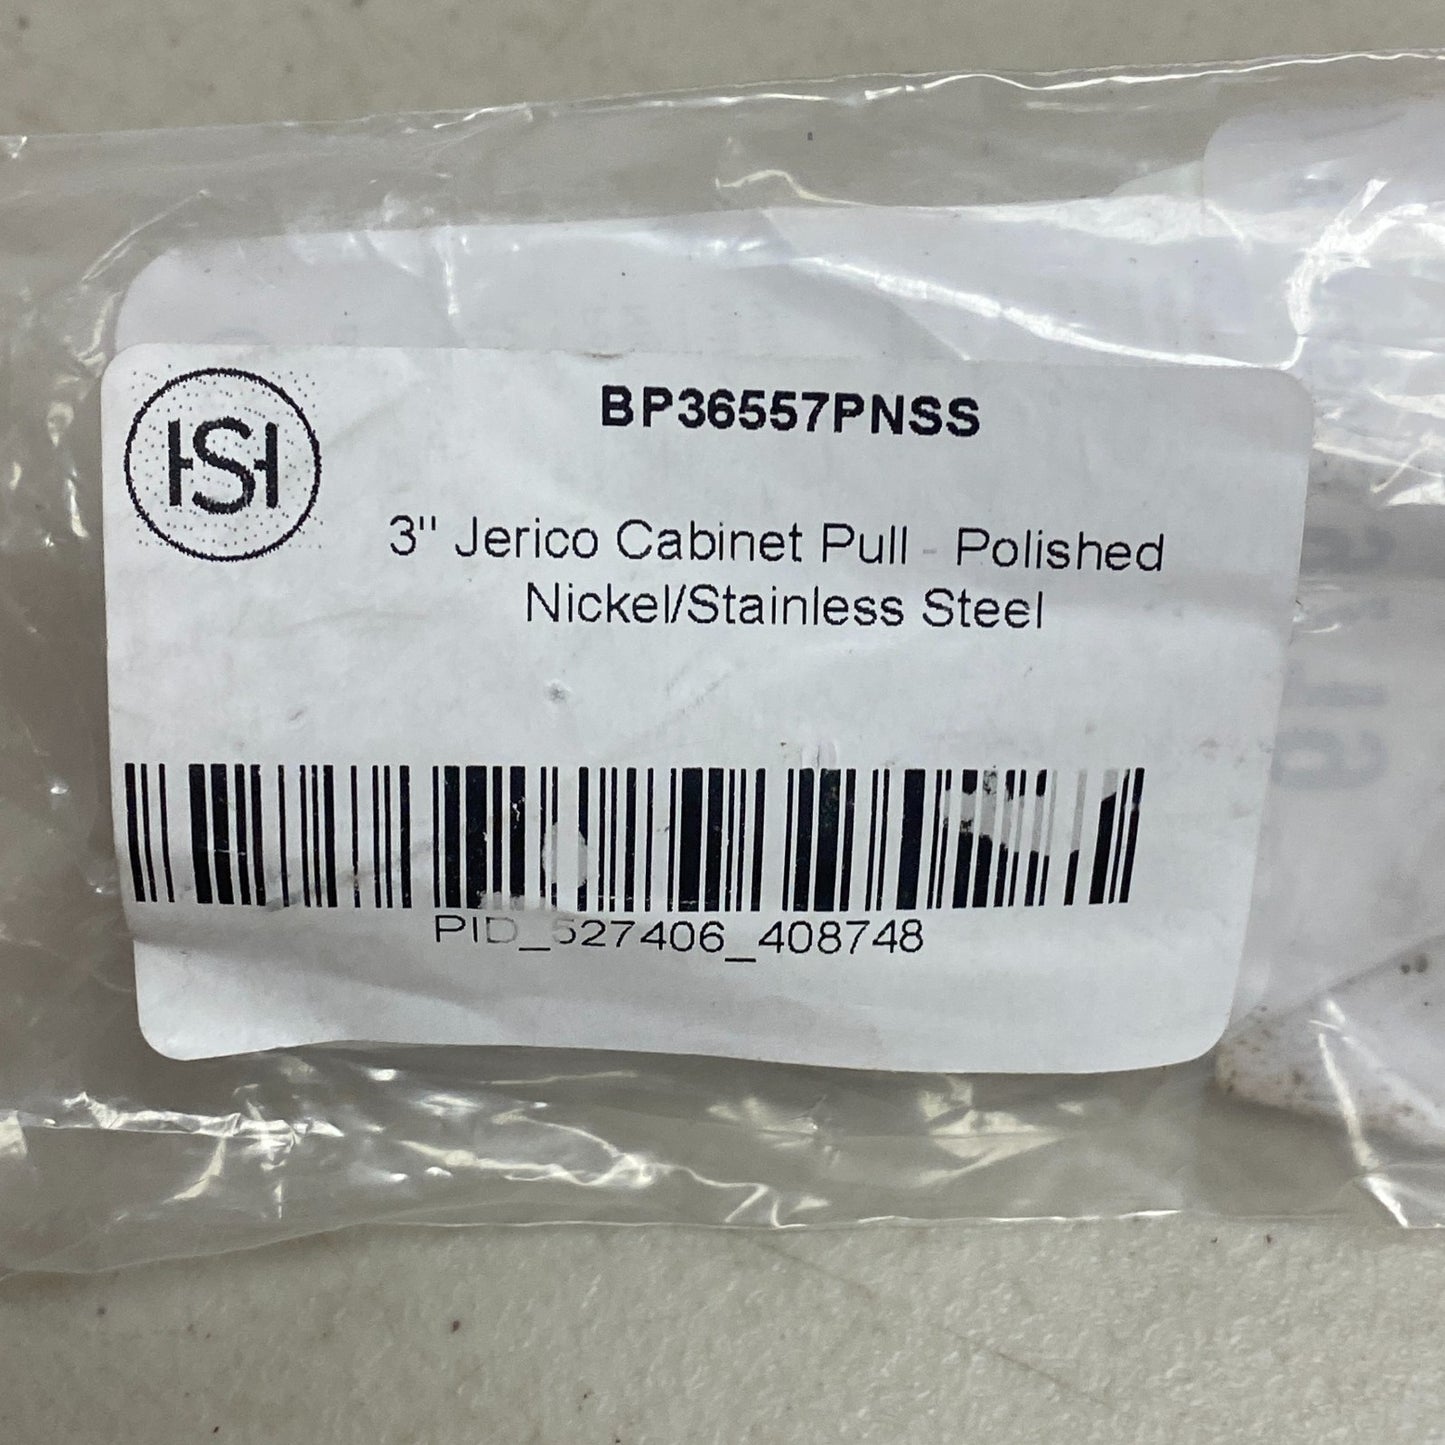 HSH
BP36557PNSS
3" Jerico Cabinet Pull - Polished
Nickel/Stainless Steel
PID_527406_408748